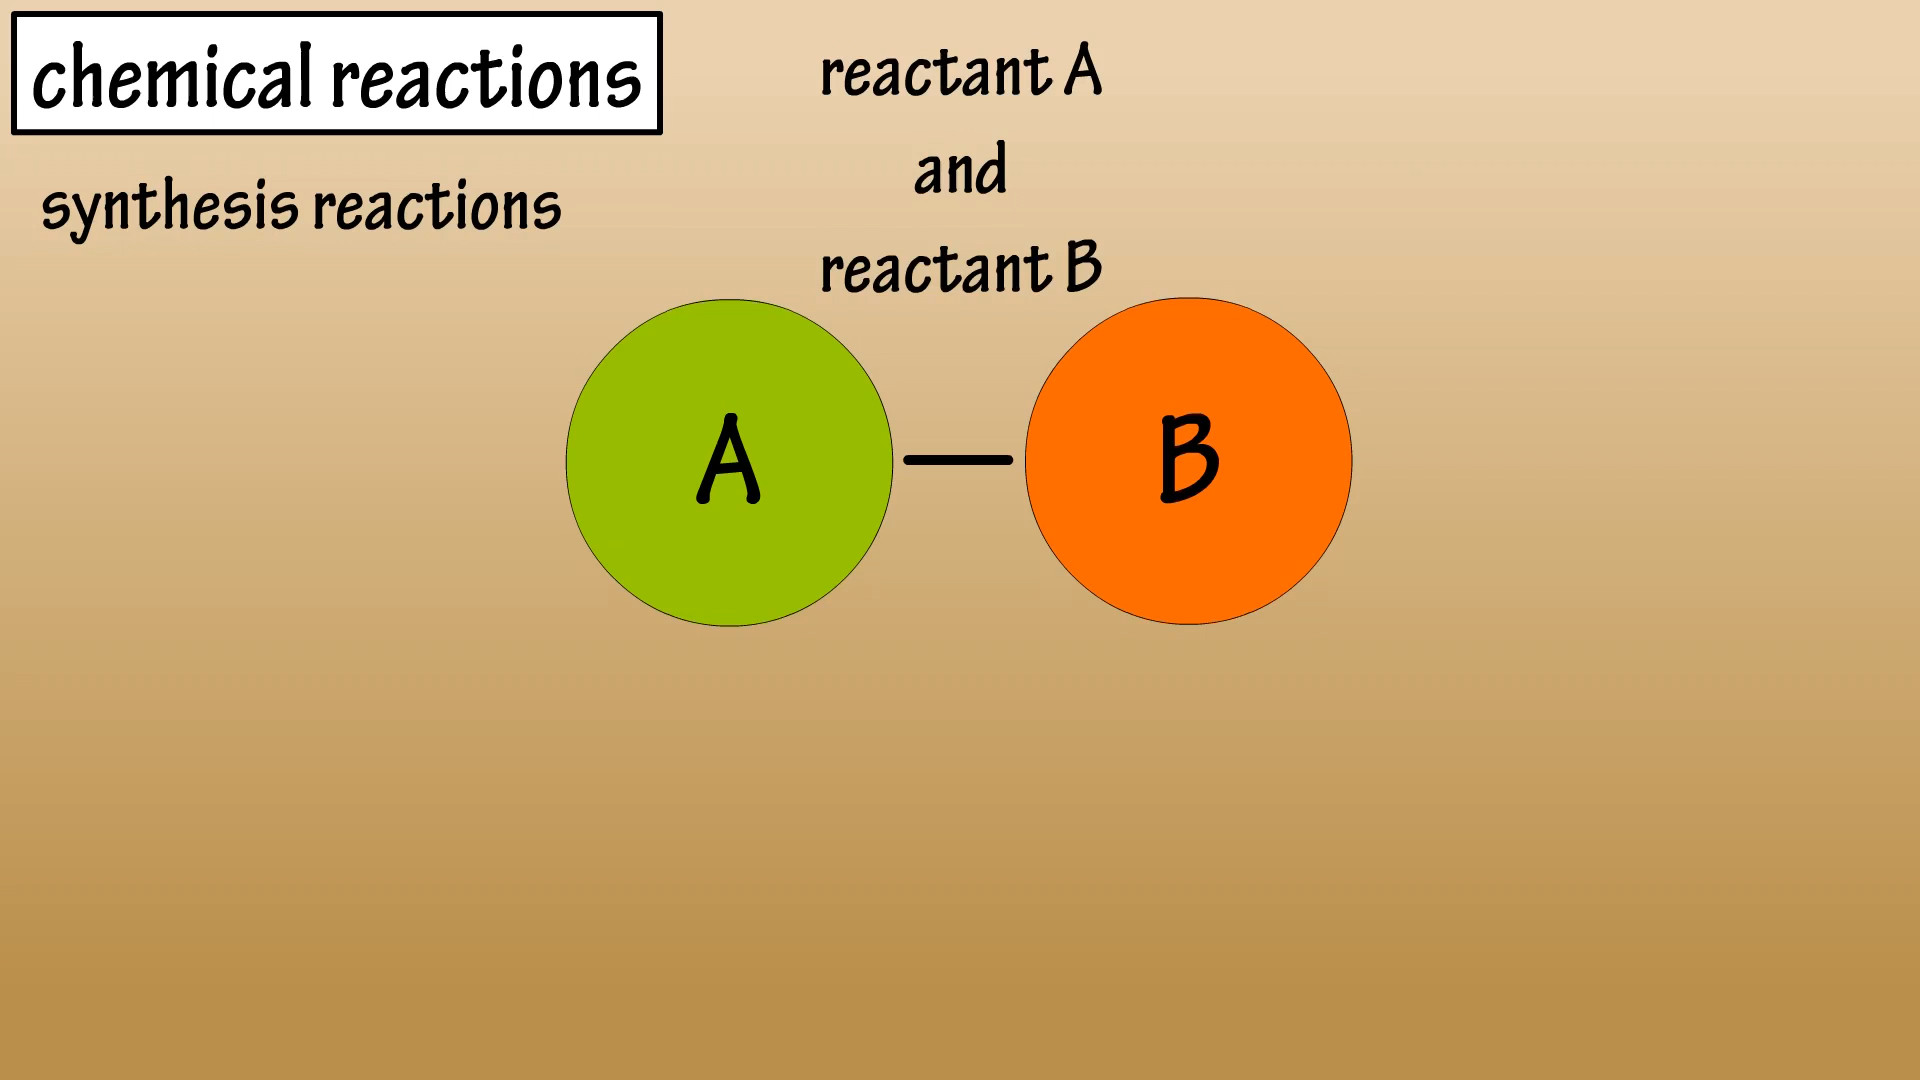 chemical reactions
synthesis reactions
reactant A
and
reactant B
A
B